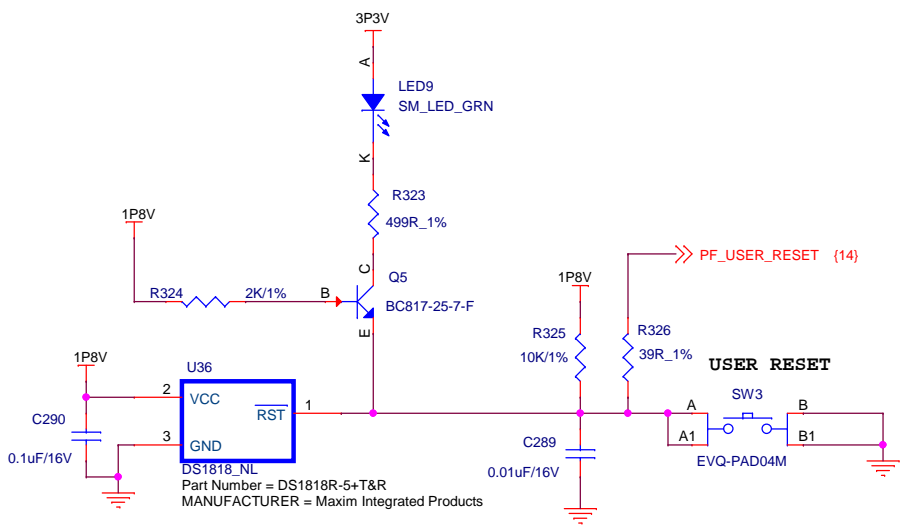 3P3V
A
LED9
SM_LED_GRN
K
R323
499R_1%
1P8V
C
Q5
R324
2K/1%
B
BC817-25-7-F
E
PF_USER_RESET {14}
1P8V
R325
10K/1%
R326
39R_1%
USER RESET
1P8V
U36
2
VCC
RST
1
3
GND
C290
0.1uF/16V
DS1818_NL
Part Number = DS1818R-5+T&R
MANUFACTURER = Maxim Integrated Products
C289
0.01uF/16V
SW3
A
B
A1
B1
EVQ-PAD04M